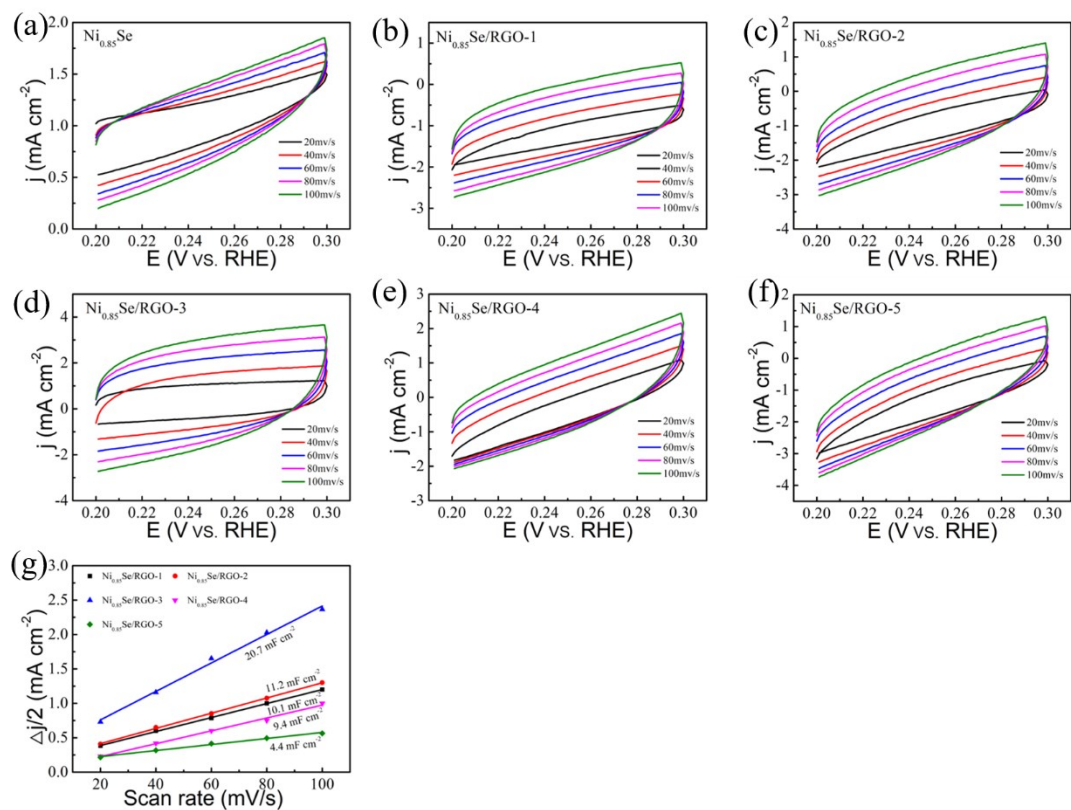 (a)
Ni0.85Se
2.0
1.5
1.0
0.5
0.0
j (mA cm-2)
20mv/s
40mv/s
60mv/s
80mv/s
100mv/s
0.20 0.22 0.24 0.26 0.28 0.30
E (V vs. RHE)
(b)
Ni0.85Se/RGO-1
1
0
-1
-2
-3
j (mA cm-2)
20mv/s
40mv/s
60mv/s
80mv/s
100mv/s
0.20 0.22 0.24 0.26 0.28 0.30
E (V vs. RHE)
(c)
Ni0.85Se/RGO-2
2
1
0
-1
-2
-3
-4
j (mA cm-2)
20mv/s
40mv/s
60mv/s
80mv/s
100mv/s
0.20 0.22 0.24 0.26 0.28 0.30
E (V vs. RHE)
(d)
Ni0.85Se/RGO-3
4
2
0
-2
-4
j (mA cm-2)
20mv/s
40mv/s
60mv/s
80mv/s
100mv/s
0.20 0.22 0.24 0.26 0.28 0.30
E (V vs. RHE)
(e)
Ni0.85Se/RGO-4
3
2
1
0
-1
-2
-3
j (mA cm-2)
20mv/s
40mv/s
60mv/s
80mv/s
100mv/s
0.20 0.22 0.24 0.26 0.28 0.30
E (V vs. RHE)
(f)
Ni0.85Se/RGO-5
2
1
0
-1
-2
-3
-4
-5
j (mA cm-2)
20mv/s
40mv/s
60mv/s
80mv/s
100mv/s
0.20 0.22 0.24 0.26 0.28 0.30
E (V vs. RHE)
(g)
3.0
2.5
2.0
1.5
1.0
0.5
0.0
△j/2 (mA cm-2)
Ni0.85Se/RGO-1 Ni0.85Se/RGO-2
Ni0.85Se/RGO-3 Ni0.85Se/RGO-4
Ni0.85Se/RGO-5
20.7 mF cm-2
11.2 mF cm-2
10.1 mF cm-2
9.4 mF cm-2
4.4 mF cm-2
20 40 60 80 100
Scan rate (mV/s)